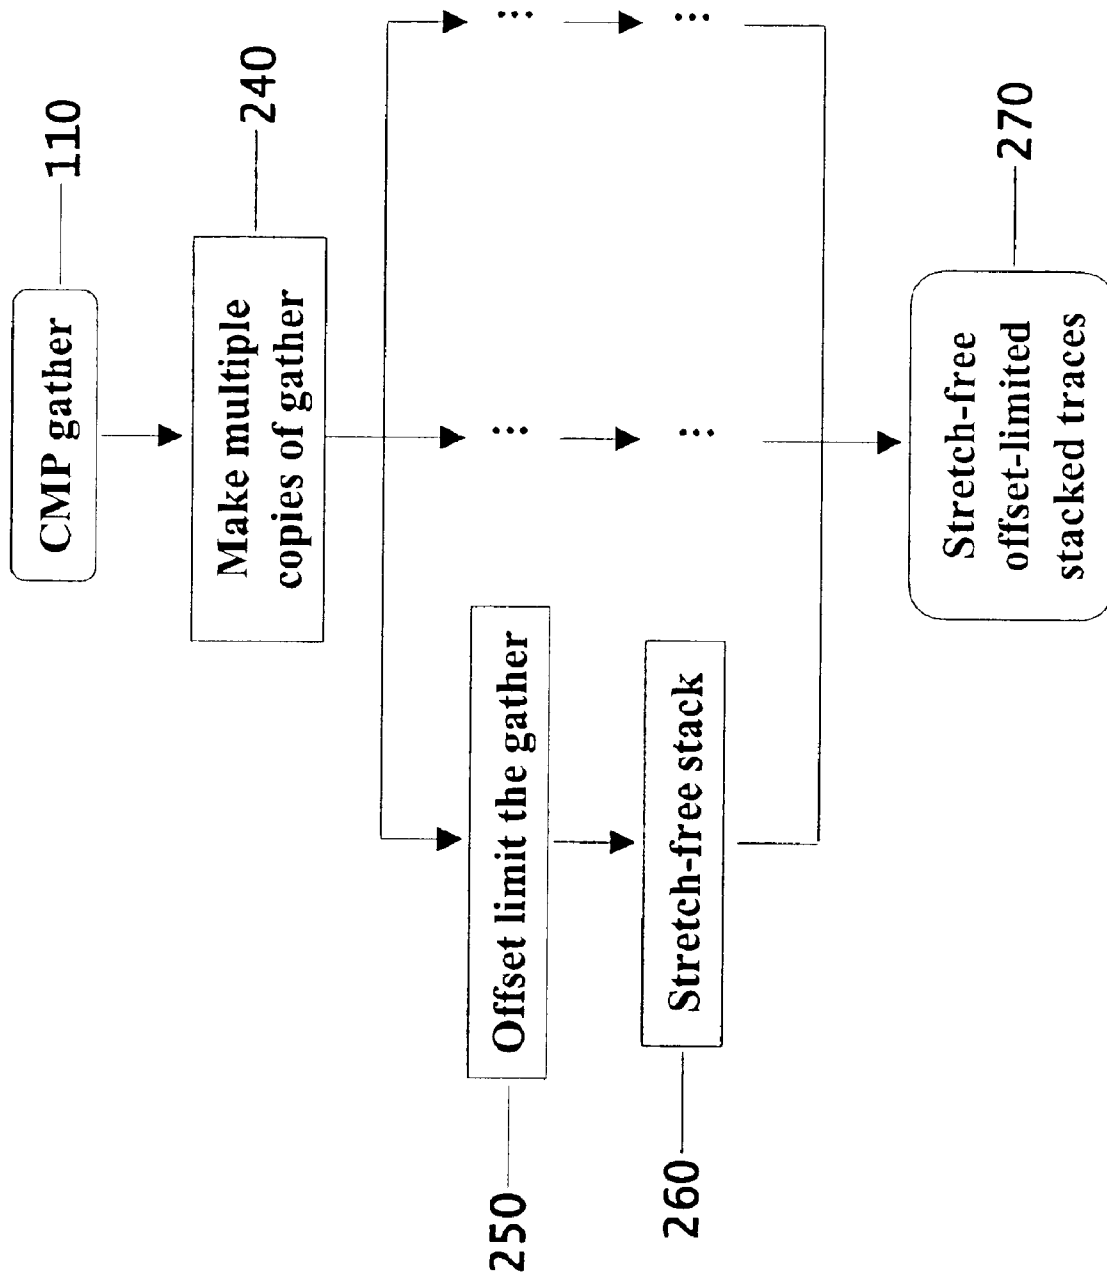 CMP gather
110
Make multiple
copies of gather
240
Offset limit the gather
250
⋮
⋮
Stretch-free stack
260
⋮
⋮
Stretch-free
offset-limited
stacked traces
270